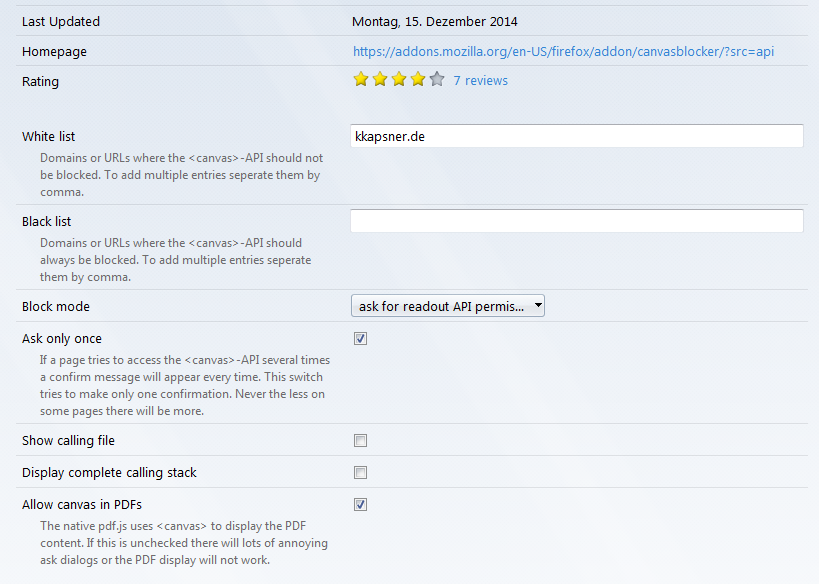 Last Updated Montag, 15. Dezember 2014
Homepage https://addons.mozilla.org/en-US/firefox/addon/canvasblocker/?src=api
Rating 7 reviews
White list kkapsner.de
Domains or URLs where the <canvas>-API should not
be blocked. To add multiple entries seperate them by
comma.
Black list
Domains or URLs where the <canvas>-API should
always be blocked. To add multiple entries seperate
them by comma.
Block mode ask for readout API permis...
Ask only once
If a page tries to access the <canvas>-API several times
a confirm message will appear every time. This switch
tries to make only one confirmation. Never the less on
some pages there will be more.
Show calling file
Display complete calling stack
Allow canvas in PDFs
The native pdf.js uses <canvas> to display the PDF
content. If this is unchecked there will lots of annoying
ask dialogs or the PDF display will not work.